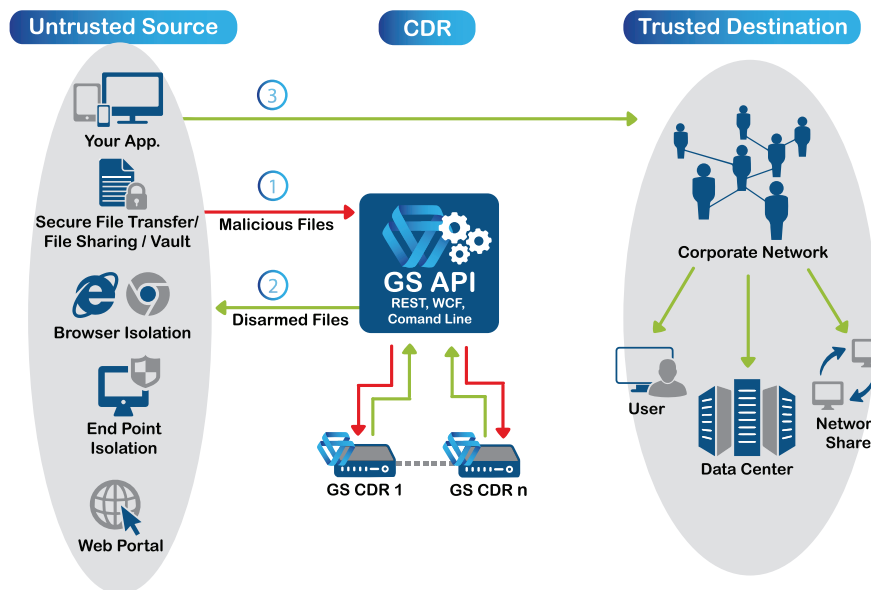 Untrusted Source
CDR
Trusted Destination
Your App.
Secure File Transfer/
File Sharing / Vault
Browser Isolation
End Point
Isolation
Web Portal
3
1
Malicious Files
2
Disarmed Files
GS API
REST, WCF,
Comand Line
GS CDR 1
GS CDR n
Corporate Network
User
Data Center
Network
Share